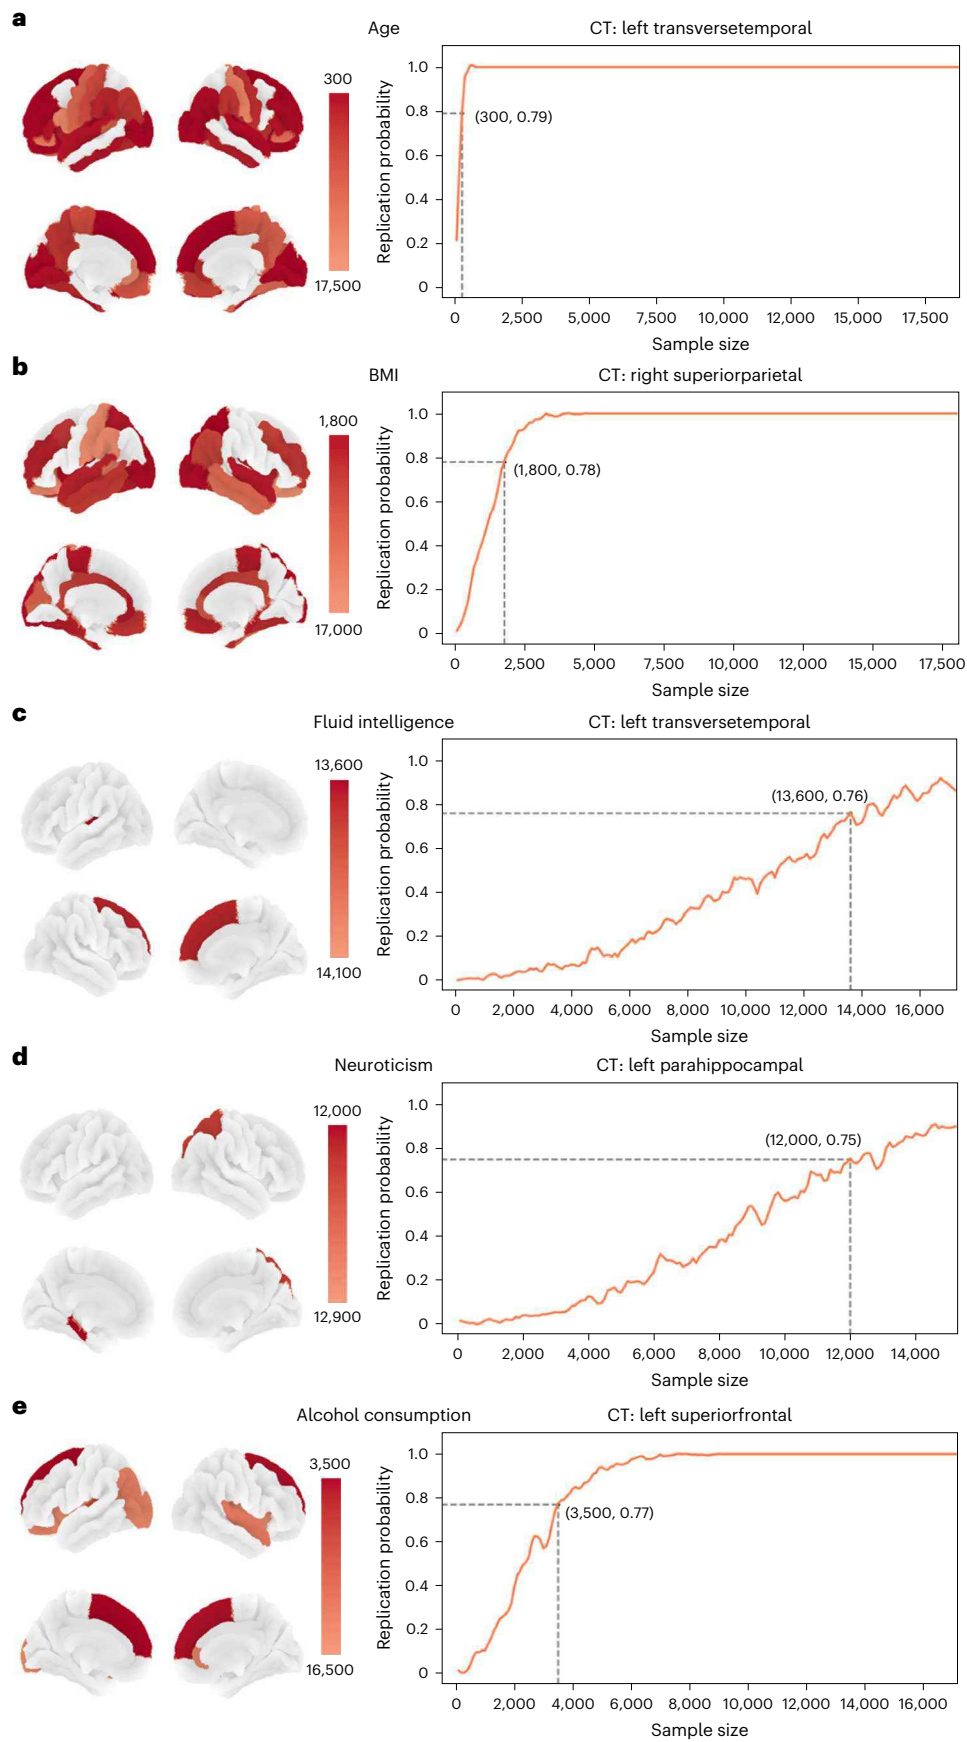 a
Age
CT: left transversetemporal
300
17,500
Replication probability
1.0
0.8
0.6
0.4
0.2
0
(300, 0.79)
0 2,500 5,000 7,500 10,000 12,000 15,000 17,500
Sample size
b
BMI
CT: right superiorparietal
1,800
17,000
Replication probability
1.0
0.8
0.6
0.4
0.2
0
(1,800, 0.78)
0 2,500 5,000 7,500 10,000 12,000 15,000 17,500
Sample size
c
Fluid intelligence
CT: left transversetemporal
13,600
14,100
Replication probability
1.0
0.8
0.6
0.4
0.2
0
(13,600, 0.76)
0 2,000 4,000 6,000 8,000 10,000 12,000 14,000 16,000
Sample size
d
Neuroticism
CT: left parahippocampal
12,000
12,900
Replication probability
1.0
0.8
0.6
0.4
0.2
0
(12,000, 0.75)
0 2,000 4,000 6,000 8,000 10,000 12,000 14,000
Sample size
e
Alcohol consumption
CT: left superiorfrontal
3,500
16,500
Replication probability
1.0
0.8
0.6
0.4
0.2
0
(3,500, 0.77)
0 2,000 4,000 6,000 8,000 10,000 12,000 14,000 16,000
Sample size